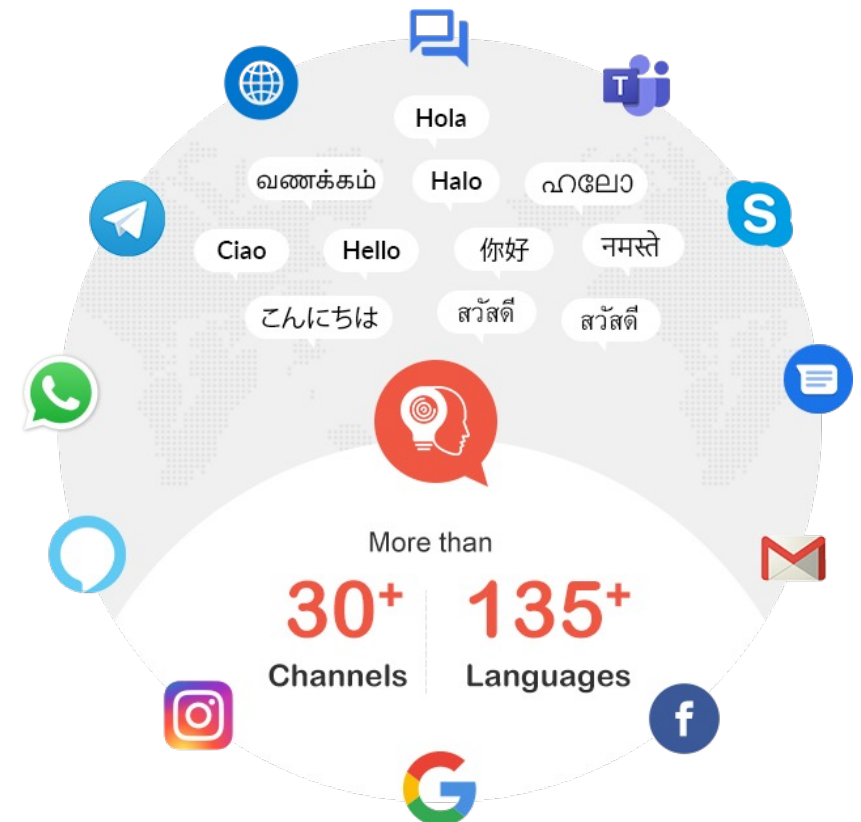 Hola
வணக்கம்
Halo
ഹലോ
Ciao
Hello
你好
नमस्ते
こんにちは
สวัสดี
สวัสดี
More than
30+
135+
Channels
Languages